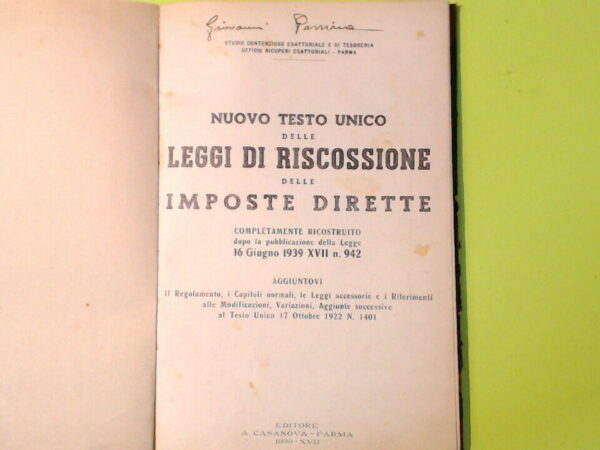 Giovanni
STUDIO CONTENZIOSO ESATTORIALE E DI TESORERIA
UFFICIO RICUPERI ESATTORIALI - PARMA
NUOVO TESTO UNICO
DELLE
LEGGI DI RISCOSSIONE
DELLE
IMPOSTE DIRETTE
COMPLETAMENTE RICOSTRUITO
dopo la pubblicazione della Legge
16 Giugno 1939 XVII n. 942
AGGIUNTOVI
Il Regolamento, i Capitoli normali, le Leggi accessorie e i Riferimenti
alle Modificazioni, Variazioni, Aggiunte successive
al Testo Unico 17 Ottobre 1922 N. 1401
EDITORE
A. CASANOVA - PARMA
1939 - XVII